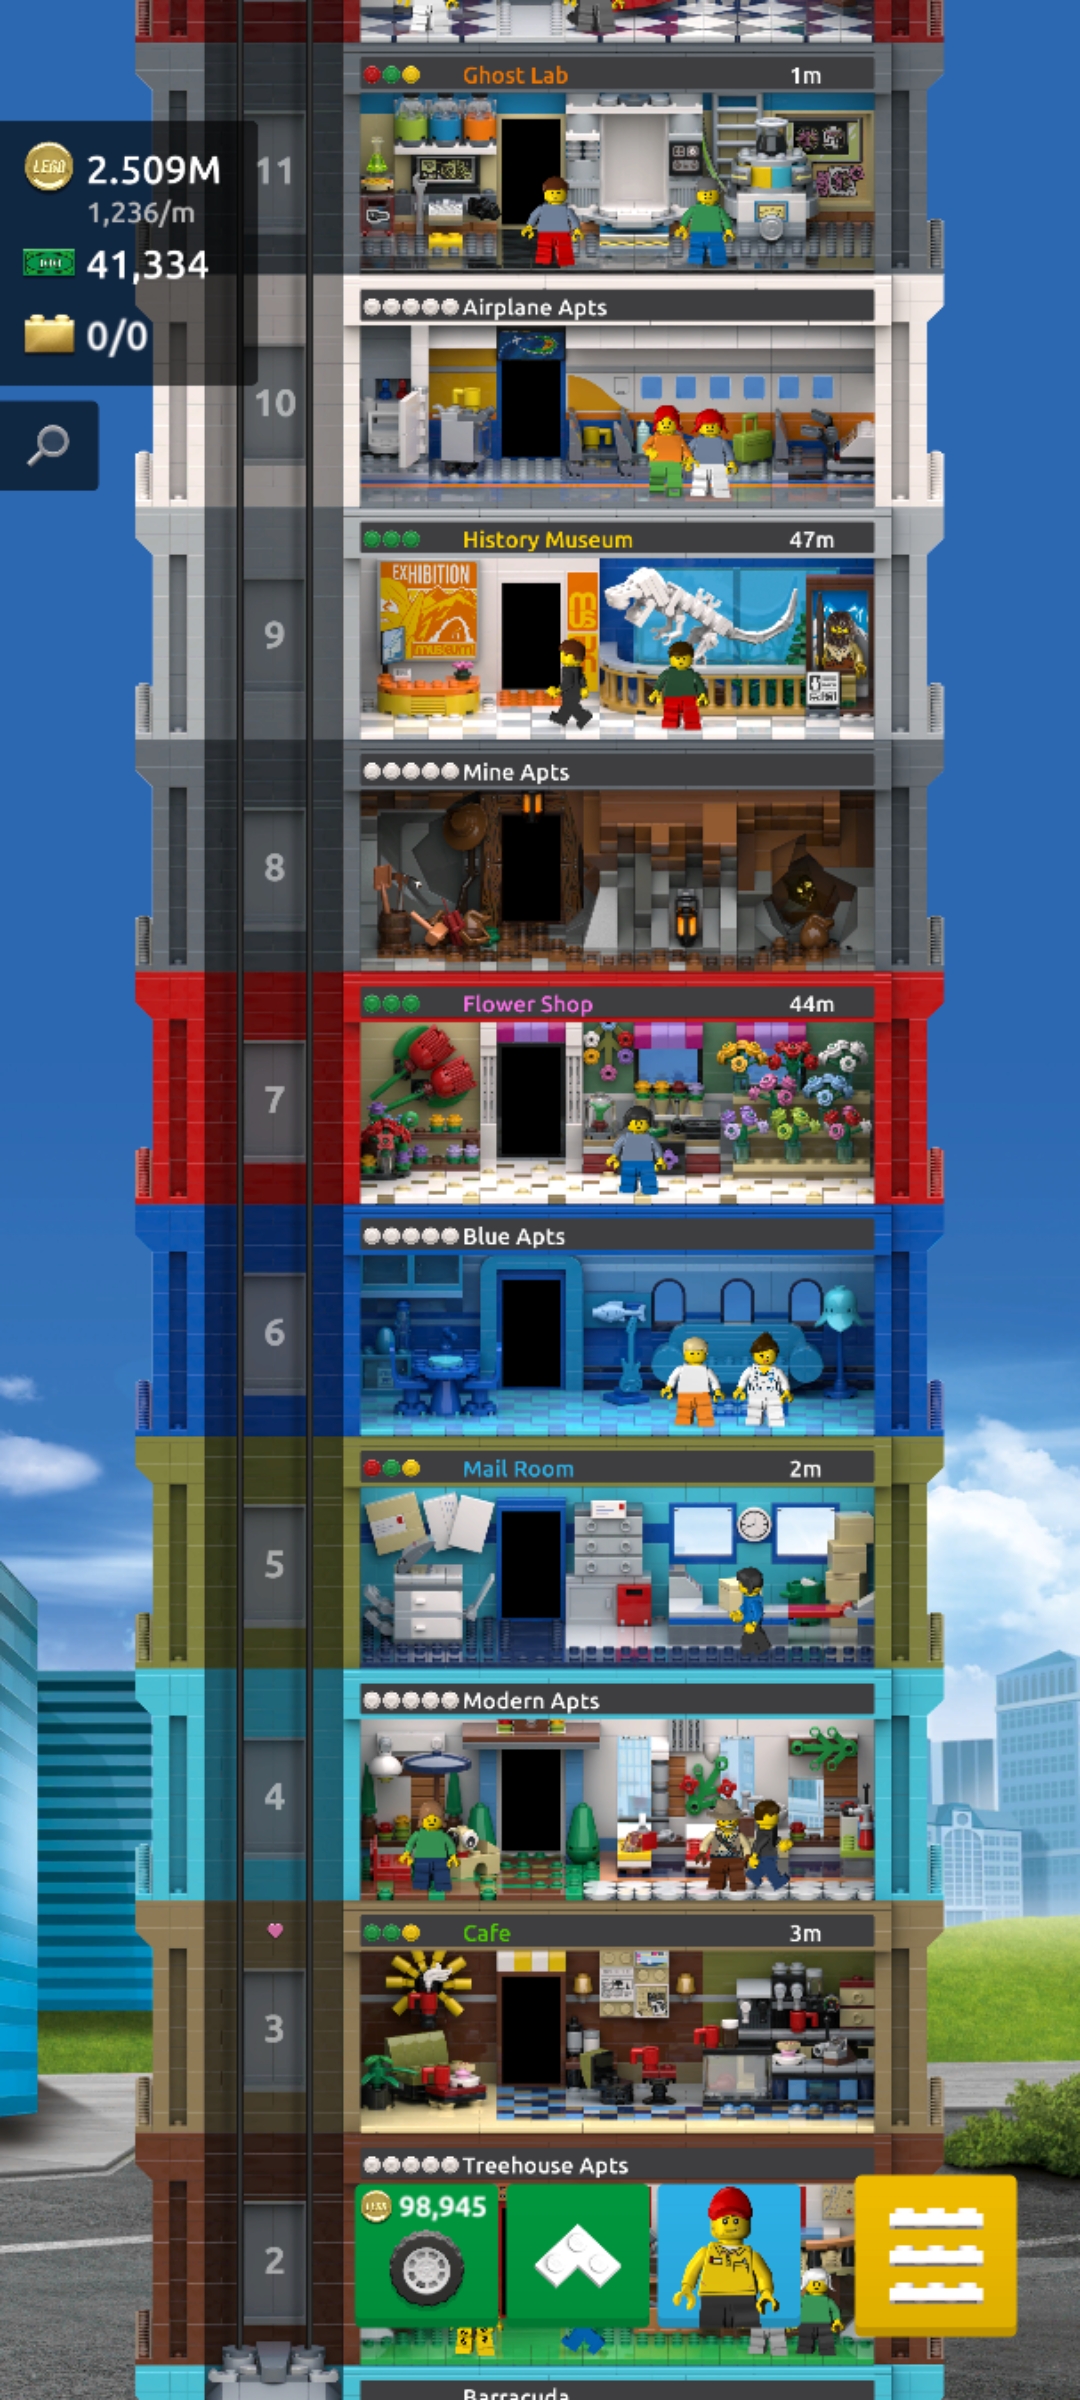 Ghost Lab 1m
LEGO 2.509M
1,236/m
41,334
0/0
11
Airplane Apts
10
History Museum 47m
EXHIBITION
museum
9
Mine Apts
8
Flower Shop 44m
7
Blue Apts
6
Mail Room 2m
5
Modern Apts
4
Cafe 3m
3
Treehouse Apts
98,945
2
Barracuda